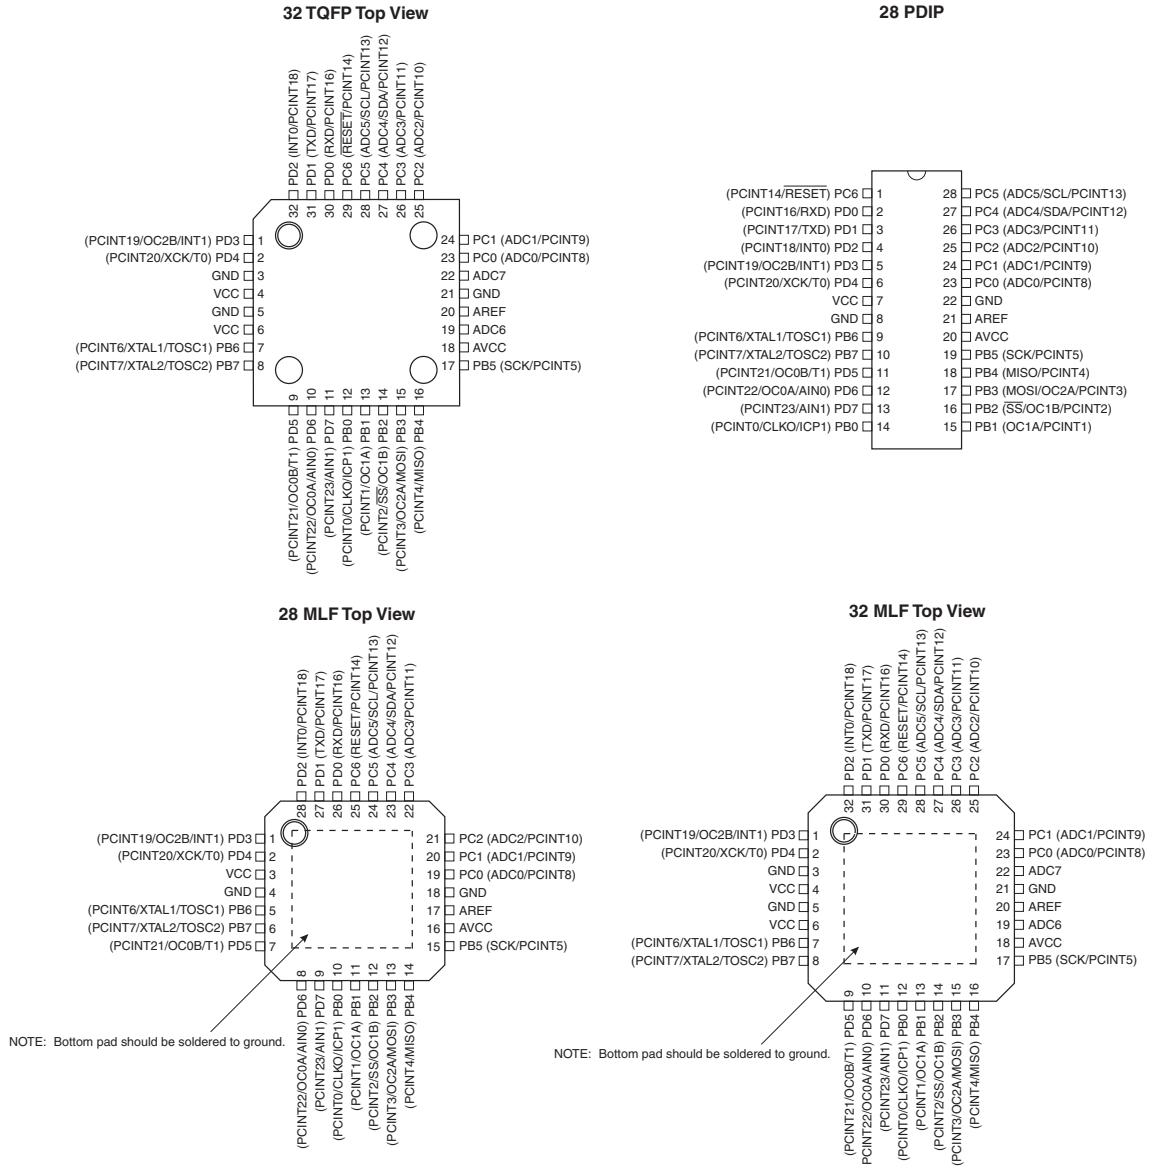 32 TQFP Top View
PD2 (INT0/PCINT18)
PD1 (TXD/PCINT17)
PD0 (RXD/PCINT16)
PC6 (RESET/PCINT14)
PC5 (ADC5/SCL/PCINT13)
PC4 (ADC4/SDA/PCINT12)
PC3 (ADC3/PCINT11)
PC2 (ADC2/PCINT10)
32
31
30
29
28
27
26
25
(PCINT19/OC2B/INT1) PD3 1
(PCINT20/XCK/T0) PD4 2
GND 3
VCC 4
GND 5
VCC 6
(PCINT6/XTAL1/TOSC1) PB6 7
(PCINT7/XTAL2/TOSC2) PB7 8
24 PC1 (ADC1/PCINT9)
23 PC0 (ADC0/PCINT8)
22 ADC7
21 GND
20 AREF
19 ADC6
18 AVCC
17 PB5 (SCK/PCINT5)
9
10
11
12
13
14
15
16
(PCINT21/OC0B/T1) PD5
(PCINT22/OC0A/AIN0) PD6
(PCINT23/AIN1) PD7
(PCINT0/CLKO/ICP1) PB0
(PCINT1/OC1A) PB1
(PCINT2/SS/OC1B) PB2
(PCINT3/OC2A/MOSI) PB3
(PCINT4/MISO) PB4
28 PDIP
(PCINT14/RESET) PC6 1
(PCINT16/RXD) PD0 2
(PCINT17/TXD) PD1 3
(PCINT18/INT0) PD2 4
(PCINT19/OC2B/INT1) PD3 5
(PCINT20/XCK/T0) PD4 6
VCC 7
GND 8
(PCINT6/XTAL1/TOSC1) PB6 9
(PCINT7/XTAL2/TOSC2) PB7 10
(PCINT21/OC0B/T1) PD5 11
(PCINT22/OC0A/AIN0) PD6 12
(PCINT23/AIN1) PD7 13
(PCINT0/CLKO/ICP1) PB0 14
28 PC5 (ADC5/SCL/PCINT13)
27 PC4 (ADC4/SDA/PCINT12)
26 PC3 (ADC3/PCINT11)
25 PC2 (ADC2/PCINT10)
24 PC1 (ADC1/PCINT9)
23 PC0 (ADC0/PCINT8)
22 GND
21 AREF
20 AVCC
19 PB5 (SCK/PCINT5)
18 PB4 (MISO/PCINT4)
17 PB3 (MOSI/OC2A/PCINT3)
16 PB2 (SS/OC1B/PCINT2)
15 PB1 (OC1A/PCINT1)
28 MLF Top View
PD2 (INT0/PCINT18)
PD1 (TXD/PCINT17)
PD0 (RXD/PCINT16)
PC6 (RESET/PCINT14)
PC5 (ADC5/SCL/PCINT13)
PC4 (ADC4/SDA/PCINT12)
PC3 (ADC3/PCINT11)
28
27
26
25
24
23
22
(PCINT19/OC2B/INT1) PD3 1
(PCINT20/XCK/T0) PD4 2
VCC 3
GND 4
(PCINT6/XTAL1/TOSC1) PB6 5
(PCINT7/XTAL2/TOSC2) PB7 6
(PCINT21/OC0B/T1) PD5 7
21 PC2 (ADC2/PCINT10)
20 PC1 (ADC1/PCINT9)
19 PC0 (ADC0/PCINT8)
18 GND
17 AREF
16 AVCC
15 PB5 (SCK/PCINT5)
8
9
10
11
12
13
14
(PCINT22/OC0A/AIN0) PD6
(PCINT23/AIN1) PD7
(PCINT0/CLKO/ICP1) PB0
(PCINT1/OC1A) PB1
(PCINT2/SS/OC1B) PB2
(PCINT3/OC2A/MOSI) PB3
(PCINT4/MISO) PB4
NOTE: Bottom pad should be soldered to ground.
32 MLF Top View
PD2 (INT0/PCINT18)
PD1 (TXD/PCINT17)
PD0 (RXD/PCINT16)
PC6 (RESET/PCINT14)
PC5 (ADC5/SCL/PCINT13)
PC4 (ADC4/SDA/PCINT12)
PC3 (ADC3/PCINT11)
PC2 (ADC2/PCINT10)
32
31
30
29
28
27
26
25
(PCINT19/OC2B/INT1) PD3 1
(PCINT20/XCK/T0) PD4 2
GND 3
VCC 4
GND 5
VCC 6
(PCINT6/XTAL1/TOSC1) PB6 7
(PCINT7/XTAL2/TOSC2) PB7 8
24 PC1 (ADC1/PCINT9)
23 PC0 (ADC0/PCINT8)
22 ADC7
21 GND
20 AREF
19 ADC6
18 AVCC
17 PB5 (SCK/PCINT5)
9
10
11
12
13
14
15
16
(PCINT21/OC0B/T1) PD5
(PCINT22/OC0A/AIN0) PD6
(PCINT23/AIN1) PD7
(PCINT0/CLKO/ICP1) PB0
(PCINT1/OC1A) PB1
(PCINT2/SS/OC1B) PB2
(PCINT3/OC2A/MOSI) PB3
(PCINT4/MISO) PB4
NOTE: Bottom pad should be soldered to ground.